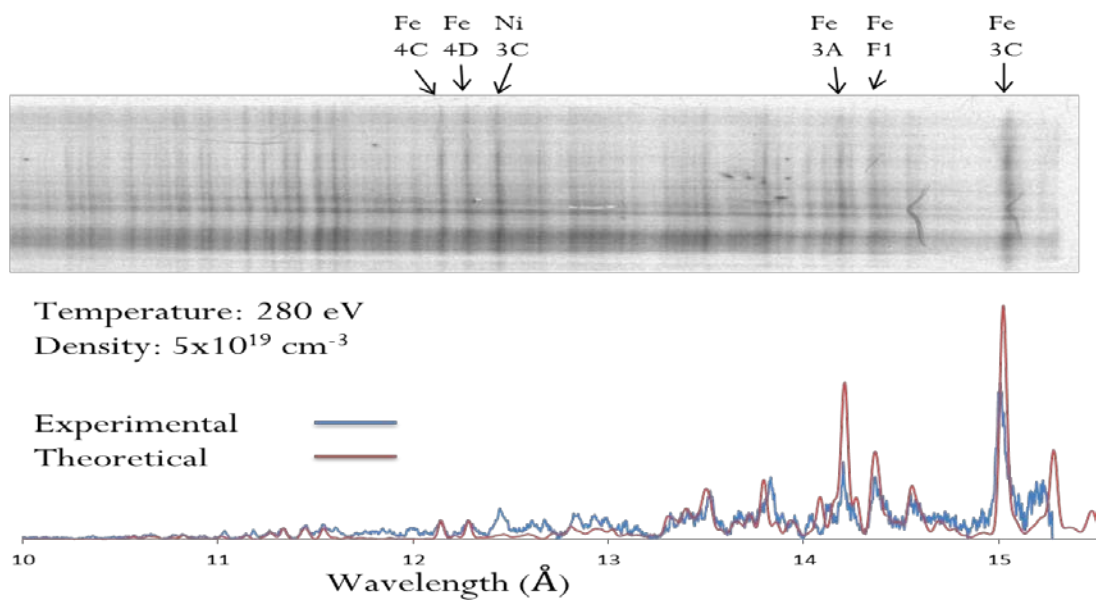 Fe Fe Ni Fe Fe Fe
4C 4D 3C 3A F1 3C
Temperature: 280 eV
Density: 5x10¹⁹ cm⁻³
Experimental
Theoretical
10 11 12 13 14 15
Wavelength (Å)